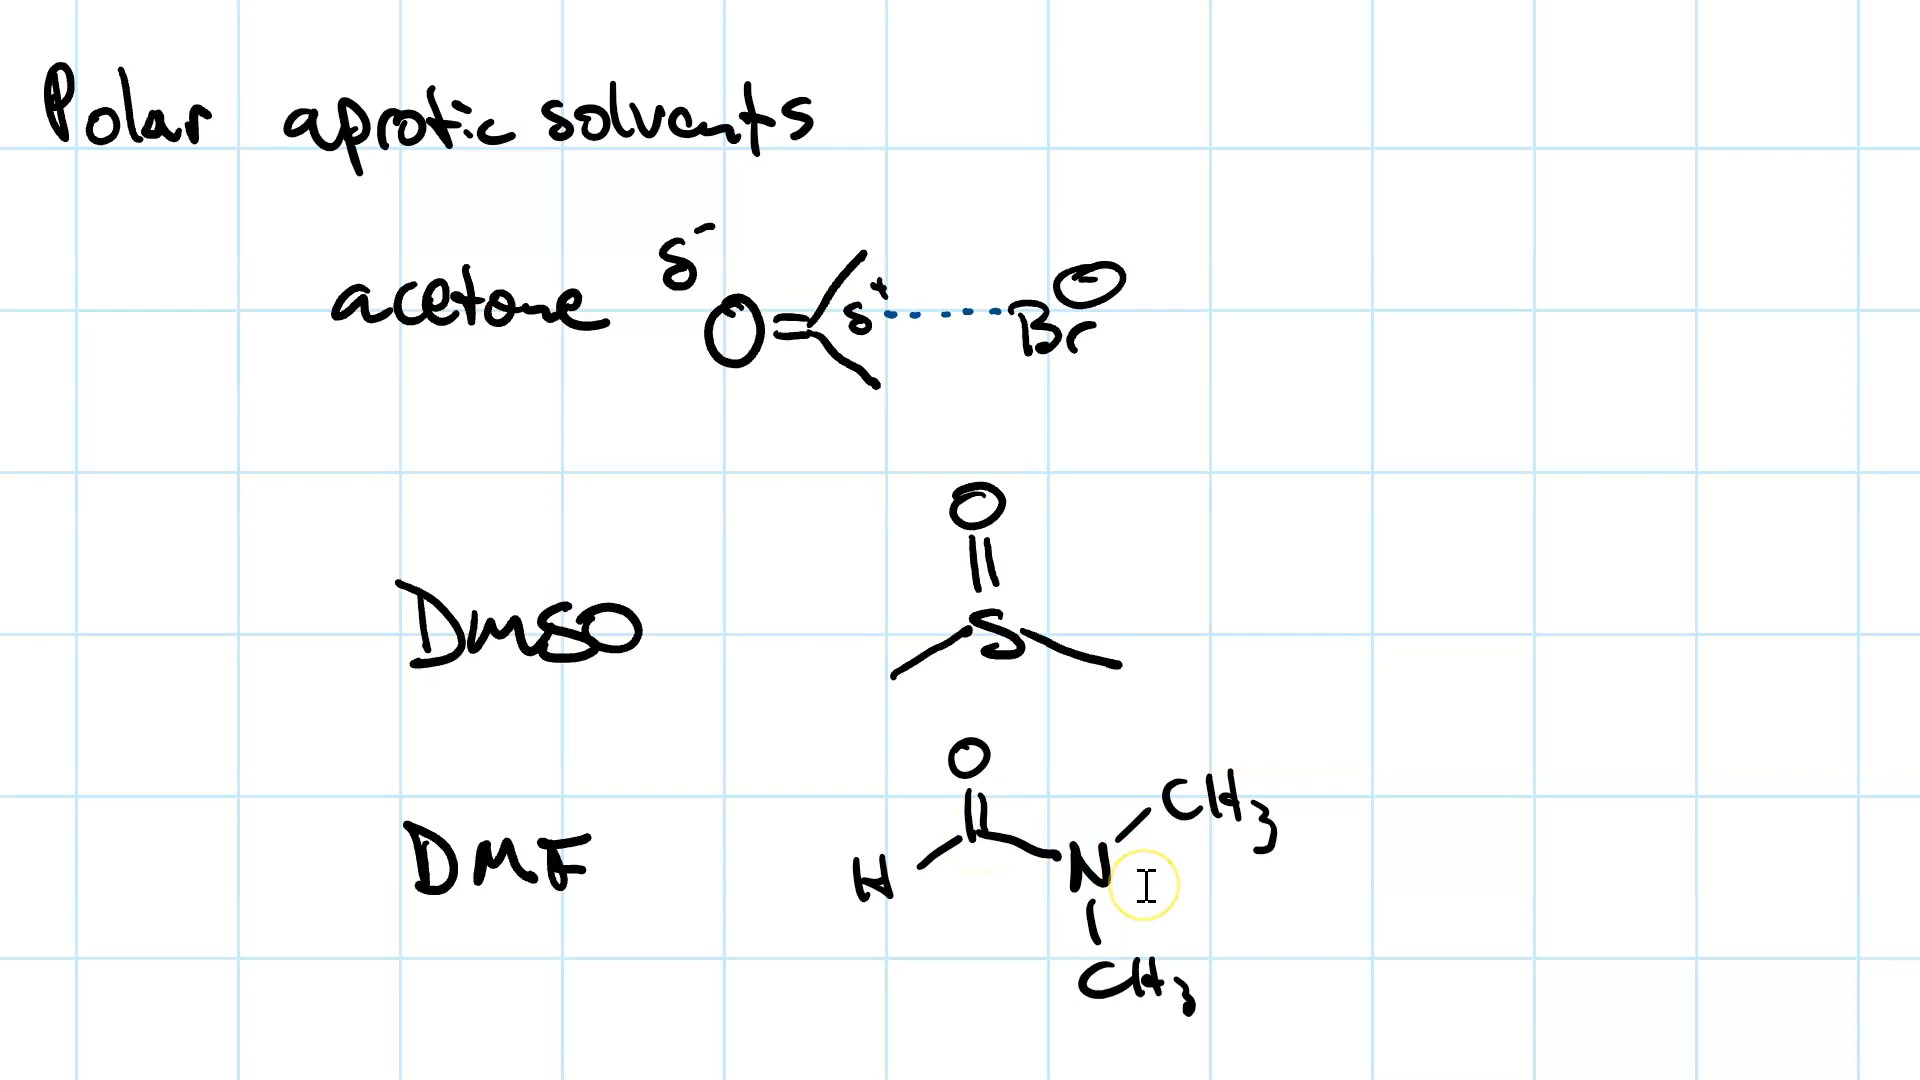 Polar aprotic solvents
acetone δ⁻ O δ⁺ Br ⊖
DMSO O S
DMF O H N CH₃ CH₃